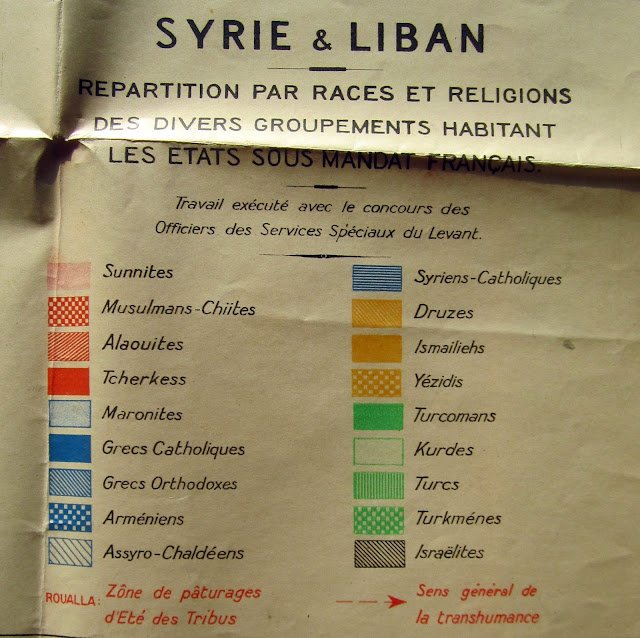 SYRIE & LIBAN
REPARTITION PAR RACES ET RELIGIONS
DES DIVERS GROUPEMENTS HABITANT
LES ETATS SOUS MANDAT FRANÇAIS.
Travail exécuté avec le concours des
Officiers des Services Spéciaux du Levant.
Sunnites
Musulmans-Chiites
Alaouites
Tcherkess
Maronites
Grecs Catholiques
Grecs Orthodoxes
Arméniens
Assyro-Chaldéens
Syriens-Catholiques
Druzes
Ismaïliehs
Yézidis
Turcomans
Kurdes
Turcs
Turkménes
Israëlites
ROUALLA: Zône de pâturages
d'Eté des Tribus
Sens général de
la transhumance